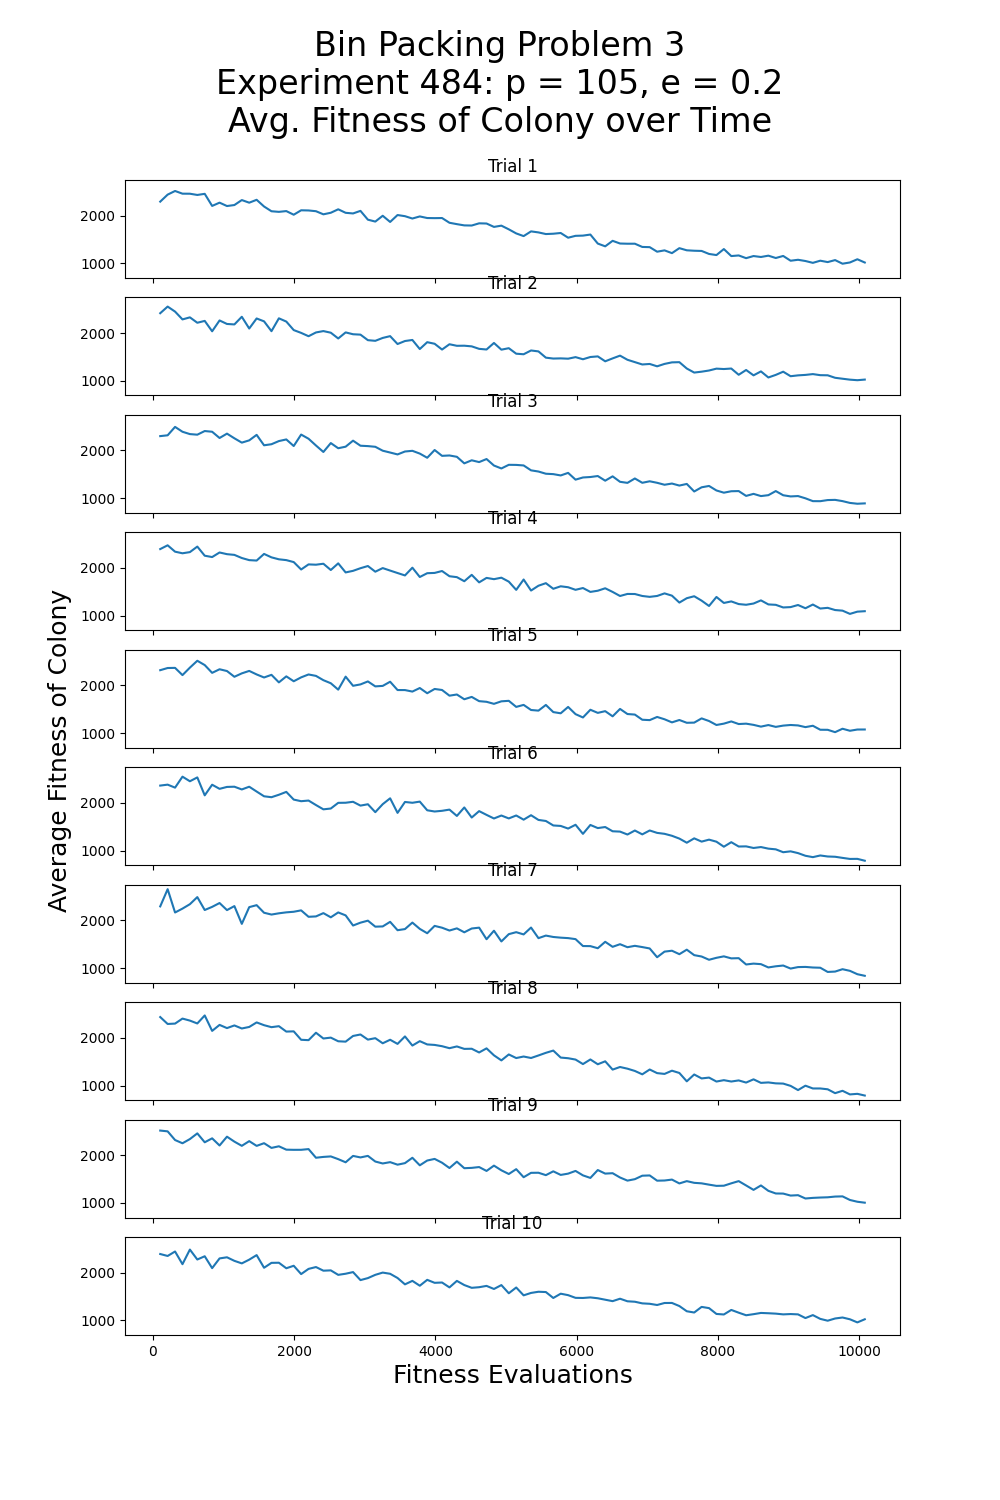 Bin Packing Problem 3
Experiment 484: p = 105, e = 0.2
Avg. Fitness of Colony over Time
Trial 1
2000
1000
Trial 2
2000
1000
Trial 3
2000
1000
Trial 4
2000
1000
Trial 5
2000
1000
Trial 6
2000
1000
Trial 7
2000
1000
Trial 8
2000
1000
Trial 9
2000
1000
Trial 10
2000
1000
0 2000 4000 6000 8000 10000
Fitness Evaluations
Average Fitness of Colony